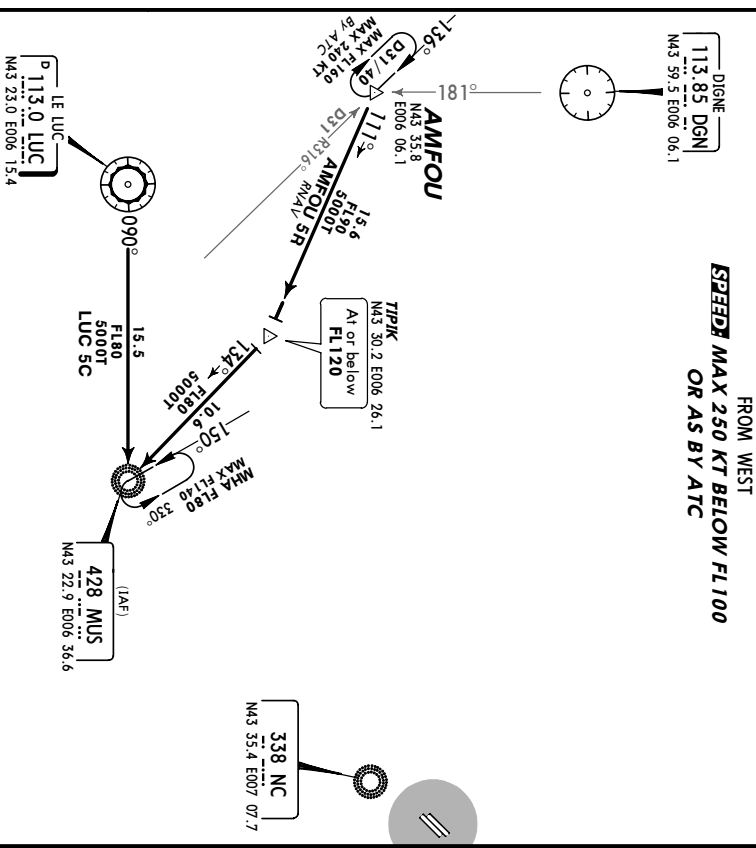 FROM WEST
SPEED: MAX 250 KT BELOW FL100
OR AS BY ATC
DIGNE
113.85 DGN
N43 59.5 E006 06.1
181°
136°
D31/40
MAX FL160
MAX 240 KT
By ATC
AMFOU
N43 35.8
E006 06.1
111°
15.6
FL90
5000T
AMFOU 5R
RNAV
D31 R316°
LE LUC
D 113.0 LUC
N43 23.0 E006 15.4
090°
15.5
FL80
5000T
LUC 5C
TIPIK
N43 30.2 E006 26.1
At or below
FL120
134°
10.6
FL80
5000T
150°
330°
MHA FL80
MAX FL140
(IAF)
428 MUS
N43 22.9 E006 36.6
338 NC
N43 35.4 E007 07.7